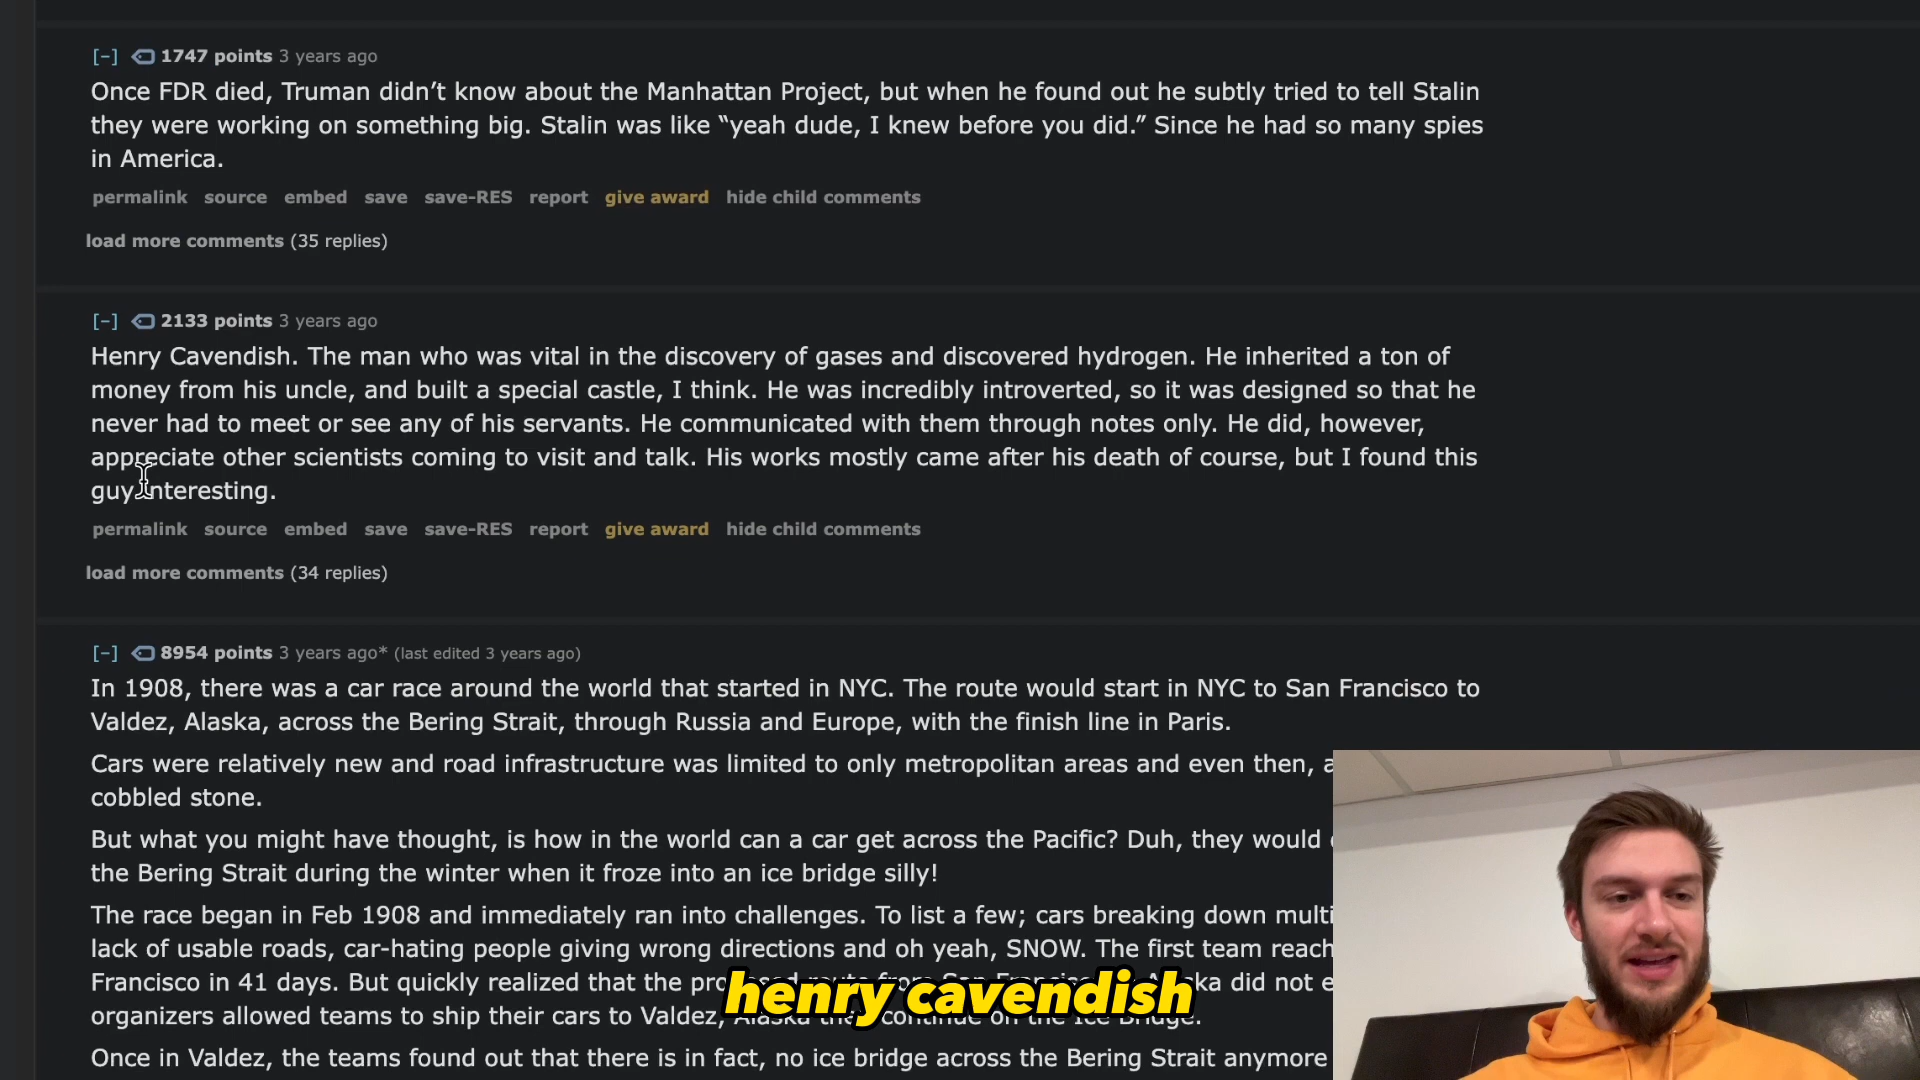 [-] 1747 points 3 years ago
Once FDR died, Truman didn’t know about the Manhattan Project, but when he found out he subtly tried to tell Stalin
they were working on something big. Stalin was like “yeah dude, I knew before you did.” Since he had so many spies
in America.
permalink source embed save save-RES report give award hide child comments
load more comments (35 replies)
[-] 2133 points 3 years ago
Henry Cavendish. The man who was vital in the discovery of gases and discovered hydrogen. He inherited a ton of
money from his uncle, and built a special castle, I think. He was incredibly introverted, so it was designed so that he
never had to meet or see any of his servants. He communicated with them through notes only. He did, however,
appreciate other scientists coming to visit and talk. His works mostly came after his death of course, but I found this
guy interesting.
permalink source embed save save-RES report give award hide child comments
load more comments (34 replies)
[-] 8954 points 3 years ago* (last edited 3 years ago)
In 1908, there was a car race around the world that started in NYC. The route would start in NYC to San Francisco to
Valdez, Alaska, across the Bering Strait, through Russia and Europe, with the finish line in Paris.
Cars were relatively new and road infrastructure was limited to only metropolitan areas and even then,
cobbled stone.
But what you might have thought, is how in the world can a car get across the Pacific? Duh, they would
the Bering Strait during the winter when it froze into an ice bridge silly!
The race began in Feb 1908 and immediately ran into challenges. To list a few; cars breaking down
lack of usable roads, car-hating people giving wrong directions and oh yeah, SNOW. The first team
Francisco in 41 days. But quickly realized that the did not
henry cavendish
organizers allowed teams to ship their cars to Valdez, Alaska then continue on the Ice Bridge.
Once in Valdez, the teams found out that there is in fact, no ice bridge across the Bering Strait anymore